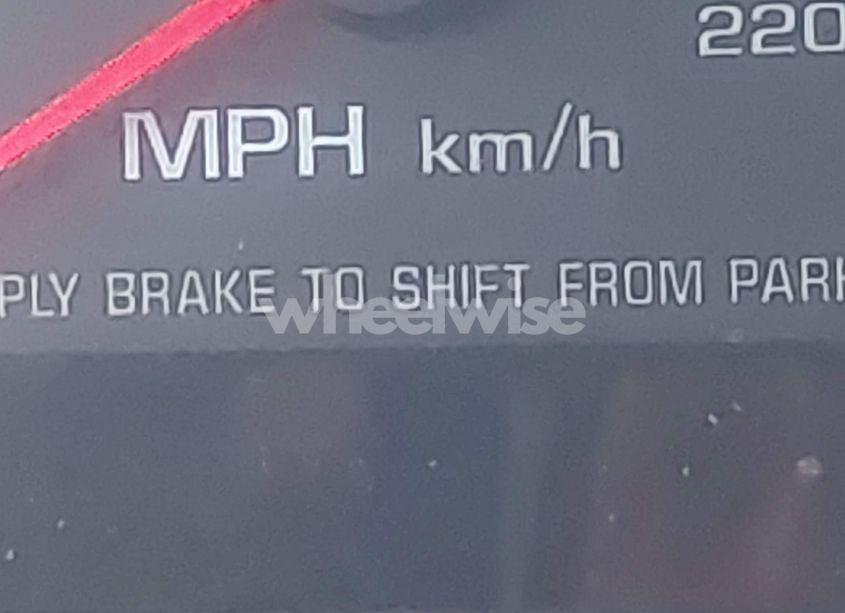 220
MPH km/h
PLY BRAKE TO SHIFT FROM PARK
wheelwise